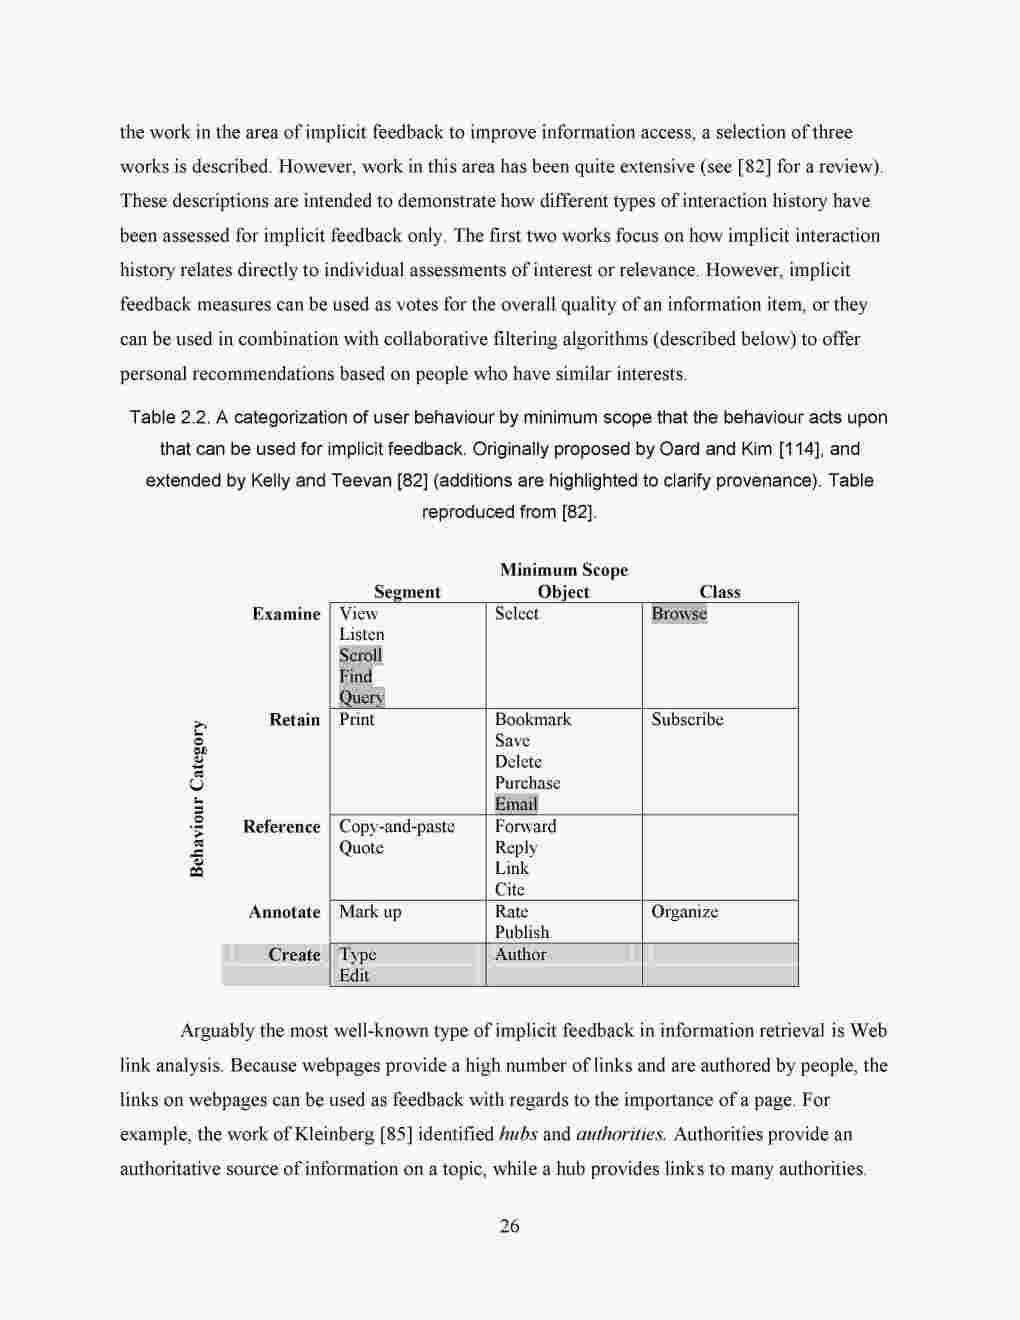 the work in the area of implicit feedback to improve information access, a selection of three
works is described. However, work in this area has been quite extensive (see [82] for a review).
These descriptions are intended to demonstrate how different types of interaction history have
been assessed for implicit feedback only. The first two works focus on how implicit interaction
history relates directly to individual assessments of interest or relevance. However, implicit
feedback measures can be used as votes for the overall quality of an information item, or they
can be used in combination with collaborative filtering algorithms (described below) to offer
personal recommendations based on people who have similar interests.
Table 2.2. A categorization of user behaviour by minimum scope that the behaviour acts upon
that can be used for implicit feedback. Originally proposed by Oard and Kim [114], and
extended by Kelly and Teevan [82] (additions are highlighted to clarify provenance). Table
reproduced from [82].
Minimum Scope
Segment Object Class
Behaviour Category
Examine View Select Browse
Listen
Scroll
Find
Query
Retain Print Bookmark Subscribe
Save
Delete
Purchase
Email
Reference Copy-and-paste Forward
Quote Reply
Link
Cite
Annotate Mark up Rate Organize
Publish
Create Type Author
Edit
Arguably the most well-known type of implicit feedback in information retrieval is Web
link analysis. Because webpages provide a high number of links and are authored by people, the
links on webpages can be used as feedback with regards to the importance of a page. For
example, the work of Kleinberg [85] identified hubs and authorities. Authorities provide an
authoritative source of information on a topic, while a hub provides links to many authorities.
26